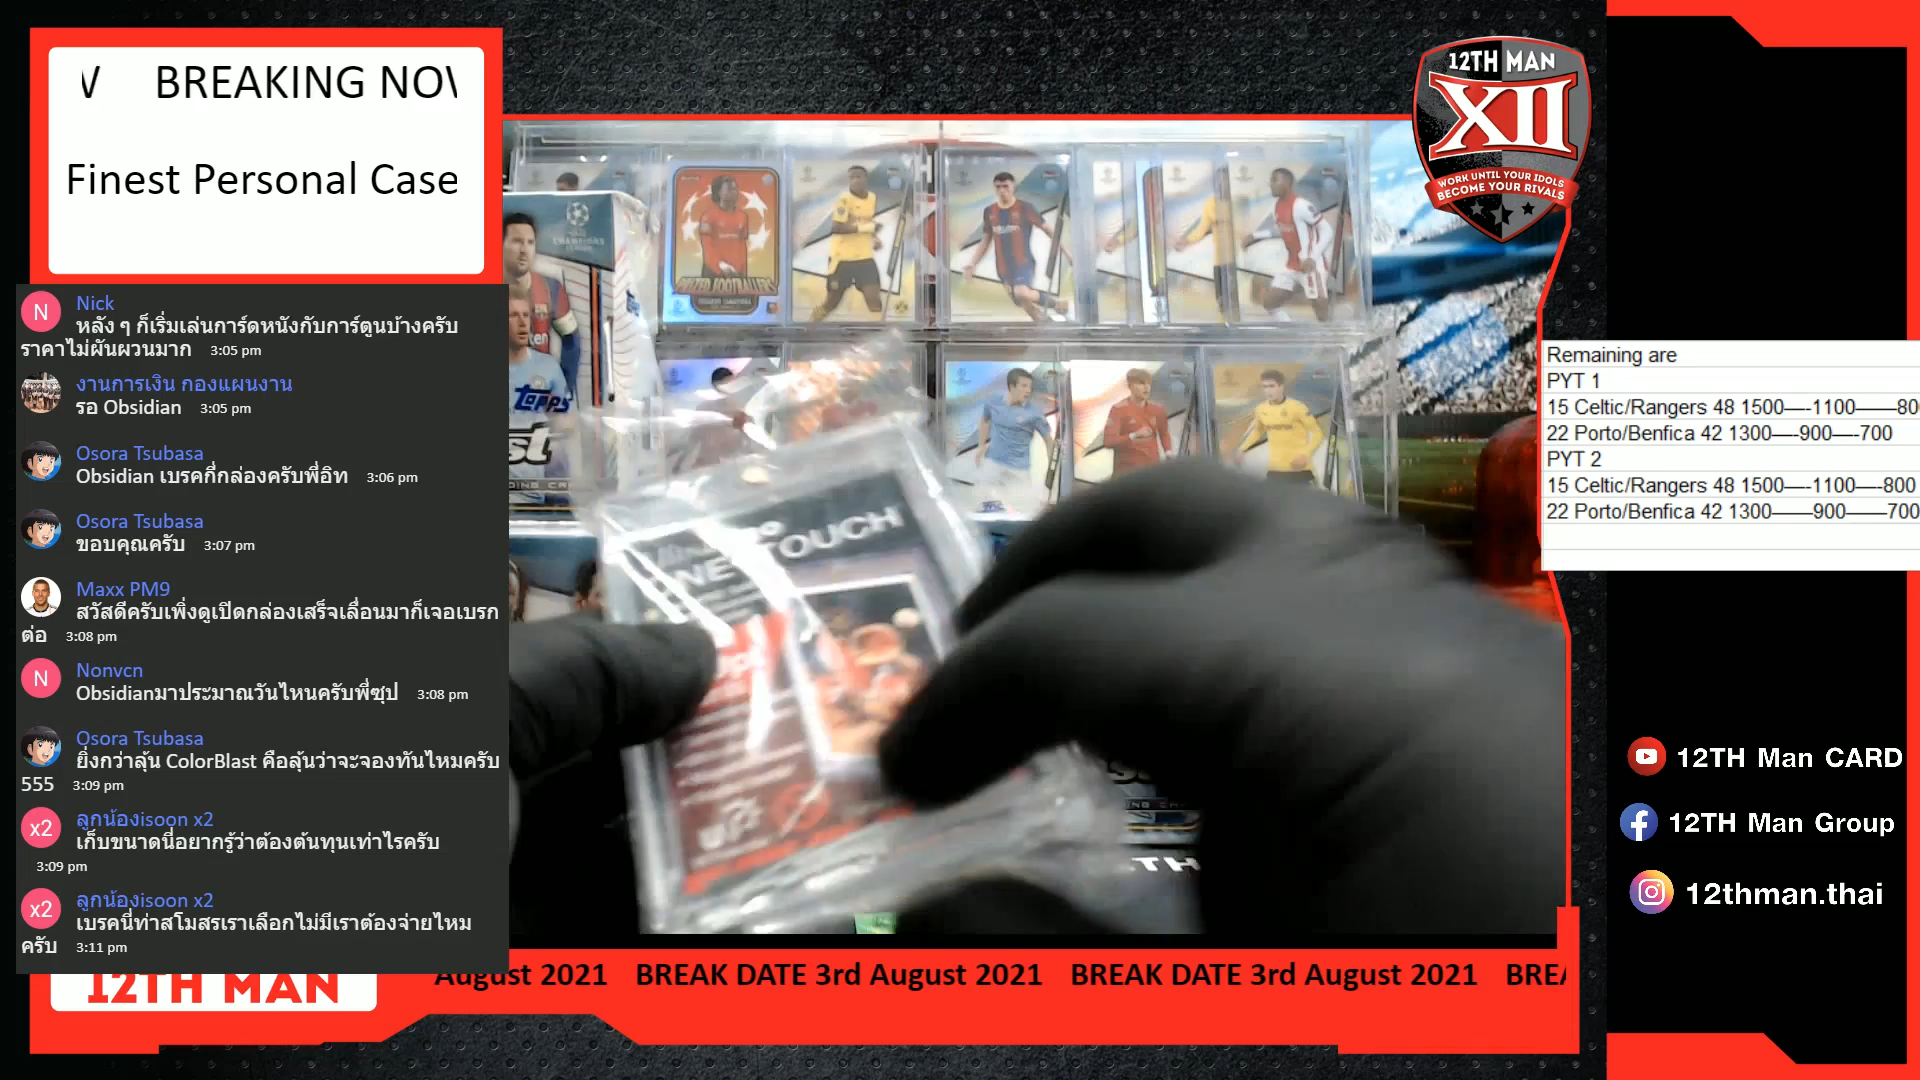 W BREAKING NOW
Finest Personal Case
12TH MAN
XII
WORK UNTIL YOUR IDOLS
BECOME YOUR RIVALS
Nick
หลัง ๆ ก็เริ่มเล่นการ์ดหนังกับการ์ตูนบ้างครับ
ราคาไม่ผันผวนมาก 3:05 pm
งานการเงิน กองแผนงาน
รอ Obsidian 3:05 pm
Osora Tsubasa
Obsidian เบรคกี่กล่องครับพี่อิท 3:06 pm
Osora Tsubasa
ขอบคุณครับ 3:07 pm
Maxx PM9
สวัสดีครับเพิ่งดูเปิดกล่องเสร็จเลื่อนมาก็เจอเบรก
ต่อ 3:08 pm
N
Nonvcn
Obsidianมาประมาณวันไหนครับพี่ซุป 3:08 pm
Osora Tsubasa
ยิ่งกว่าลุ้น ColorBlast คือลุ้นว่าจะจองทันไหมครับ
555 3:09 pm
x2
ลูกน้องisoon x2
เก็บขนาดนี้อยากรู้ว่าต้องต้นทุนเท่าไรครับ
3:09 pm
x2
ลูกน้องisoon x2
เบรคนี่ท่าสโมสรเราเลือกไม่มีเราต้องจ่ายไหม
ครับ 3:11 pm
CHAMPIONS
LEAGUE
Topps
TOUCH
TH
Remaining are
PYT 1
15 Celtic/Rangers 48 1500—-1100——80
22 Porto/Benfica 42 1300—-900—-700
PYT 2
15 Celtic/Rangers 48 1500—-1100—-800
22 Porto/Benfica 42 1300——900——700
12TH Man CARD
12TH Man Group
12thman.thai
12TH MAN
August 2021 BREAK DATE 3rd August 2021 BREAK DATE 3rd August 2021 BREA